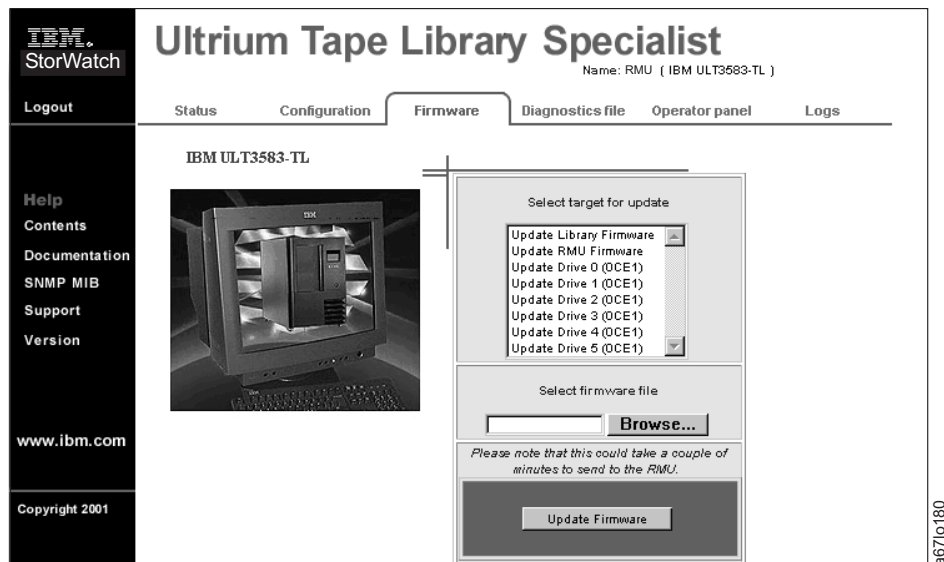 IBM.
StorWatch
Ultrium Tape Library Specialist
Name: RMU ( IBM ULT3583-TL )
Logout
Status
Configuration
Firmware
Diagnostics file
Operator panel
Logs
Help
Contents
Documentation
SNMP MIB
Support
Version
www.ibm.com
Copyright 2001
IBM ULT3583-TL
IBM
Select target for update
Update Library Firmware
Update RMU Firmware
Update Drive 0 (0CE1)
Update Drive 1 (0CE1)
Update Drive 2 (0CE1)
Update Drive 3 (0CE1)
Update Drive 4 (0CE1)
Update Drive 5 (0CE1)
Select firmware file
Browse...
Please note that this could take a couple of
minutes to send to the RMU.
Update Firmware
a67lo180